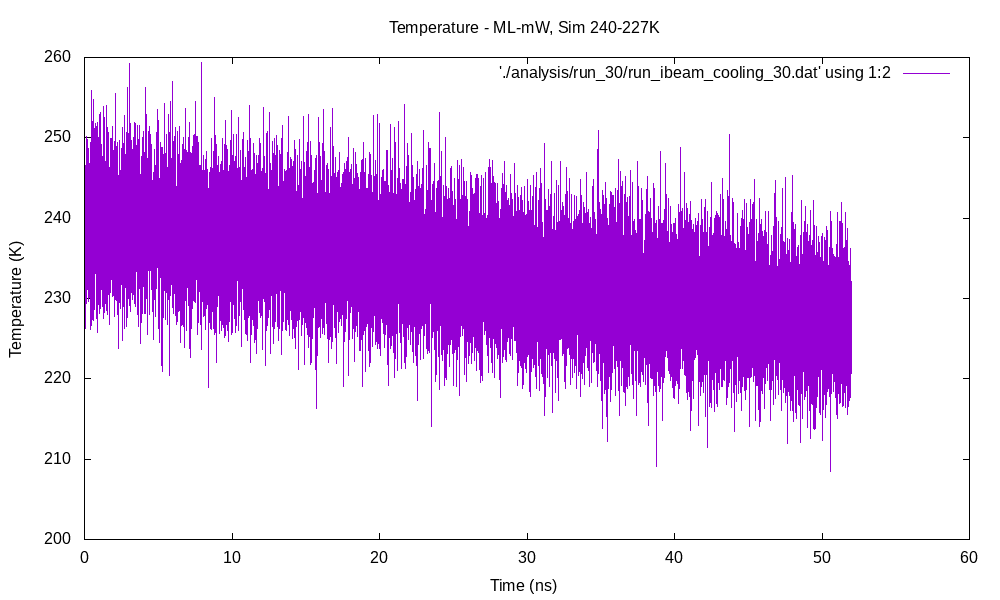 Temperature - ML-mW, Sim 240-227K
'./analysis/run_30/run_ibeam_cooling_30.dat' using 1:2
260
250
240
230
220
210
200
Temperature (K)
0 10 20 30 40 50 60
Time (ns)